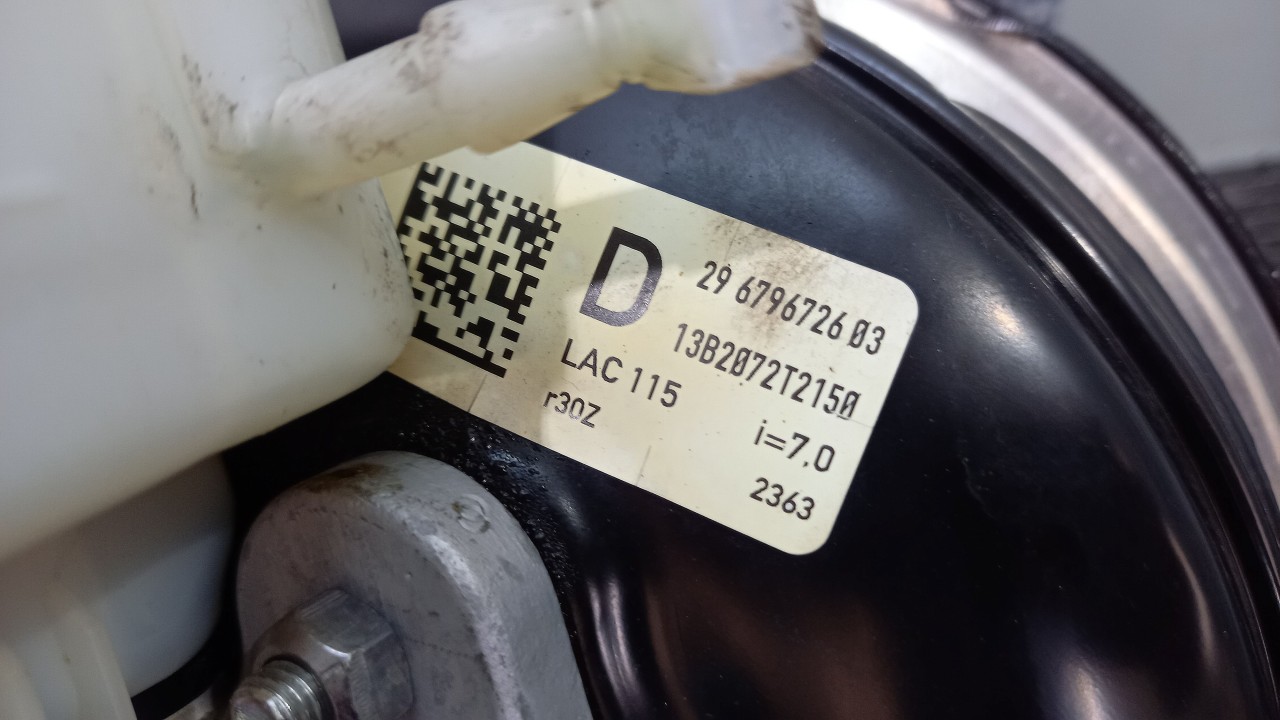 D
29 6796726 03
13B2072T2150
LAC 115
r30Z
i=7,0
2363